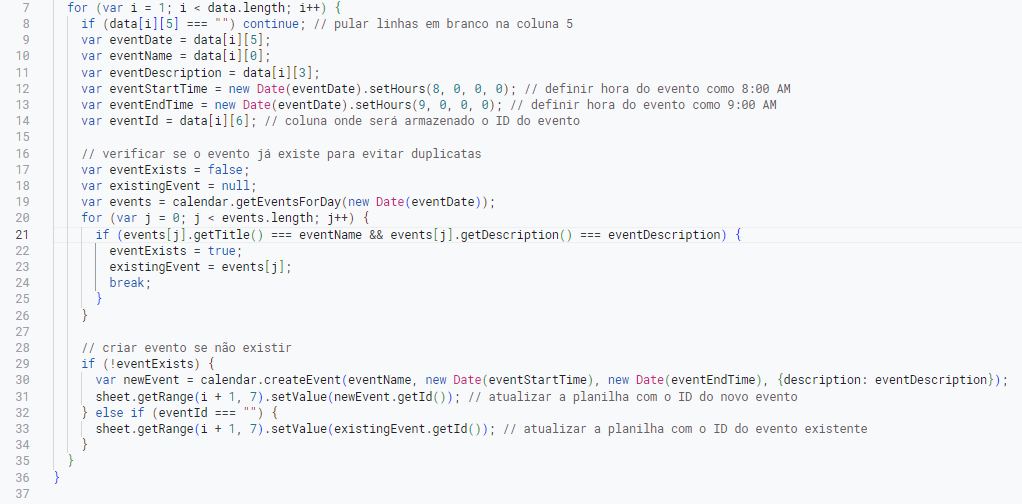 7 for (var i = 1; i < data.length; i++) {
8 if (data[i][5] === "") continue; // pular linhas em branco na coluna 5
9 var eventDate = data[i][5];
10 var eventName = data[i][0];
11 var eventDescription = data[i][3];
12 var eventStartTime = new Date(eventDate).setHours(8, 0, 0, 0); // definir hora do evento como 8:00 AM
13 var eventEndTime = new Date(eventDate).setHours(9, 0, 0, 0); // definir hora do evento como 9:00 AM
14 var eventId = data[i][6]; // coluna onde será armazenado o ID do evento
15
16 // verificar se o evento já existe para evitar duplicatas
17 var eventExists = false;
18 var existingEvent = null;
19 var events = calendar.getEventsForDay(new Date(eventDate));
20 for (var j = 0; j < events.length; j++) {
21 if (events[j].getTitle() === eventName && events[j].getDescription() === eventDescription) {
22 eventExists = true;
23 existingEvent = events[j];
24 break;
25 }
26 }
27
28 // criar evento se não existir
29 if (!eventExists) {
30 var newEvent = calendar.createEvent(eventName, new Date(eventStartTime), new Date(eventEndTime), {description: eventDescription});
31 sheet.getRange(i + 1, 7).setValue(newEvent.getId()); // atualizar a planilha com o ID do novo evento
32 } else if (eventId === "") {
33 sheet.getRange(i + 1, 7).setValue(existingEvent.getId()); // atualizar a planilha com o ID do evento existente
34 }
35 }
36 }
37